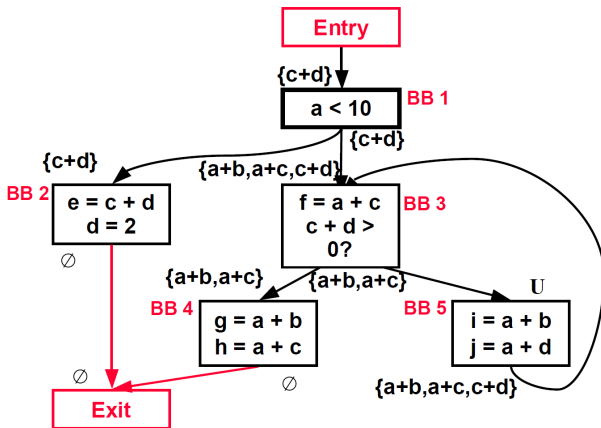 Entry
{c+d}
a < 10
BB 1
{c+d}
{c+d}
{a+b,a+c,c+d}
BB 2
e = c + d
d = 2
f = a + c
c + d >
0?
BB 3
∅
{a+b,a+c}
{a+b,a+c}
U
BB 4
g = a + b
h = a + c
BB 5
i = a + b
j = a + d
∅
∅
{a+b,a+c,c+d}
Exit